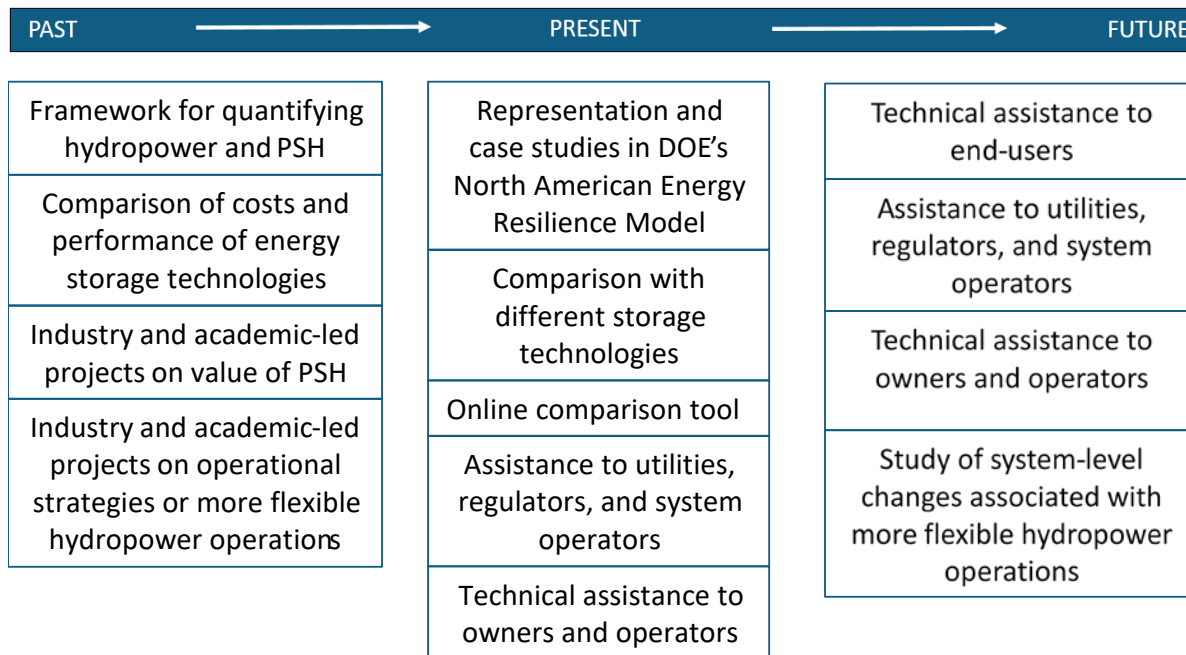 PAST
PRESENT
FUTURE
Framework for quantifying
hydropower and PSH
Comparison of costs and
performance of energy
storage technologies
Industry and academic-led
projects on value of PSH
Industry and academic-led
projects on operational
strategies or more flexible
hydropower operations
Representation and
case studies in DOE's
North American Energy
Resilience Model
Comparison with
different storage
technologies
Online comparison tool
Assistance to utilities,
regulators, and system
operators
Technical assistance to
owners and operators
Technical assistance to
end-users
Assistance to utilities,
regulators, and system
operators
Technical assistance to
owners and operators
Study of system-level
changes associated with
more flexible hydropower
operations